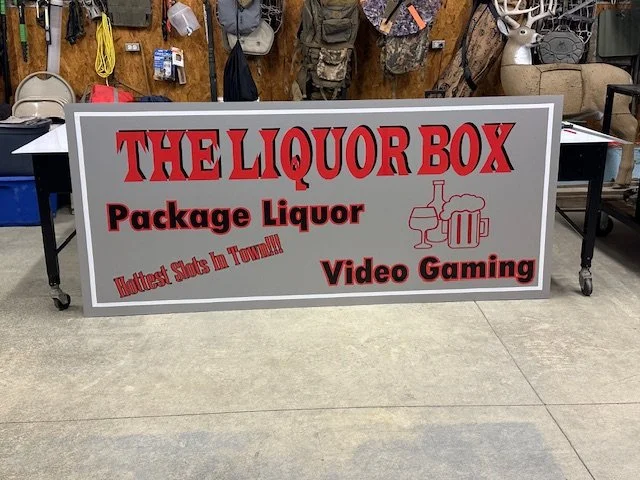 THE LIQUOR BOX
Package Liquor
Hottest Slots In Town!!!
Video Gaming